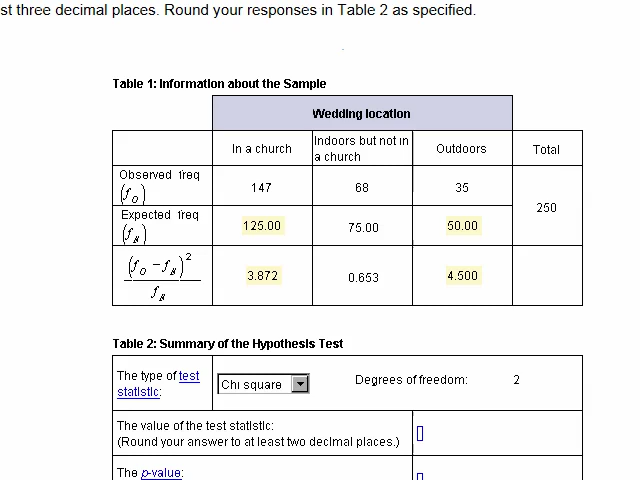 st three decimal places. Round your responses in Table 2 as specified.
Table 1: Information about the Sample
Wedding location
In a church
Indoors but not in
a church
Outdoors
Total
Observed freq
(f_O)
147
68
35
250
Expected freq
(f_E)
125.00
75.00
50.00
(f_O - f_E)^2
f_E
3.872
0.653
4.500
Table 2: Summary of the Hypothesis Test
The type of test
statistic:
Chi square
Degrees of freedom:
2
The value of the test statistic:
(Round your answer to at least two decimal places.)
The p-value: